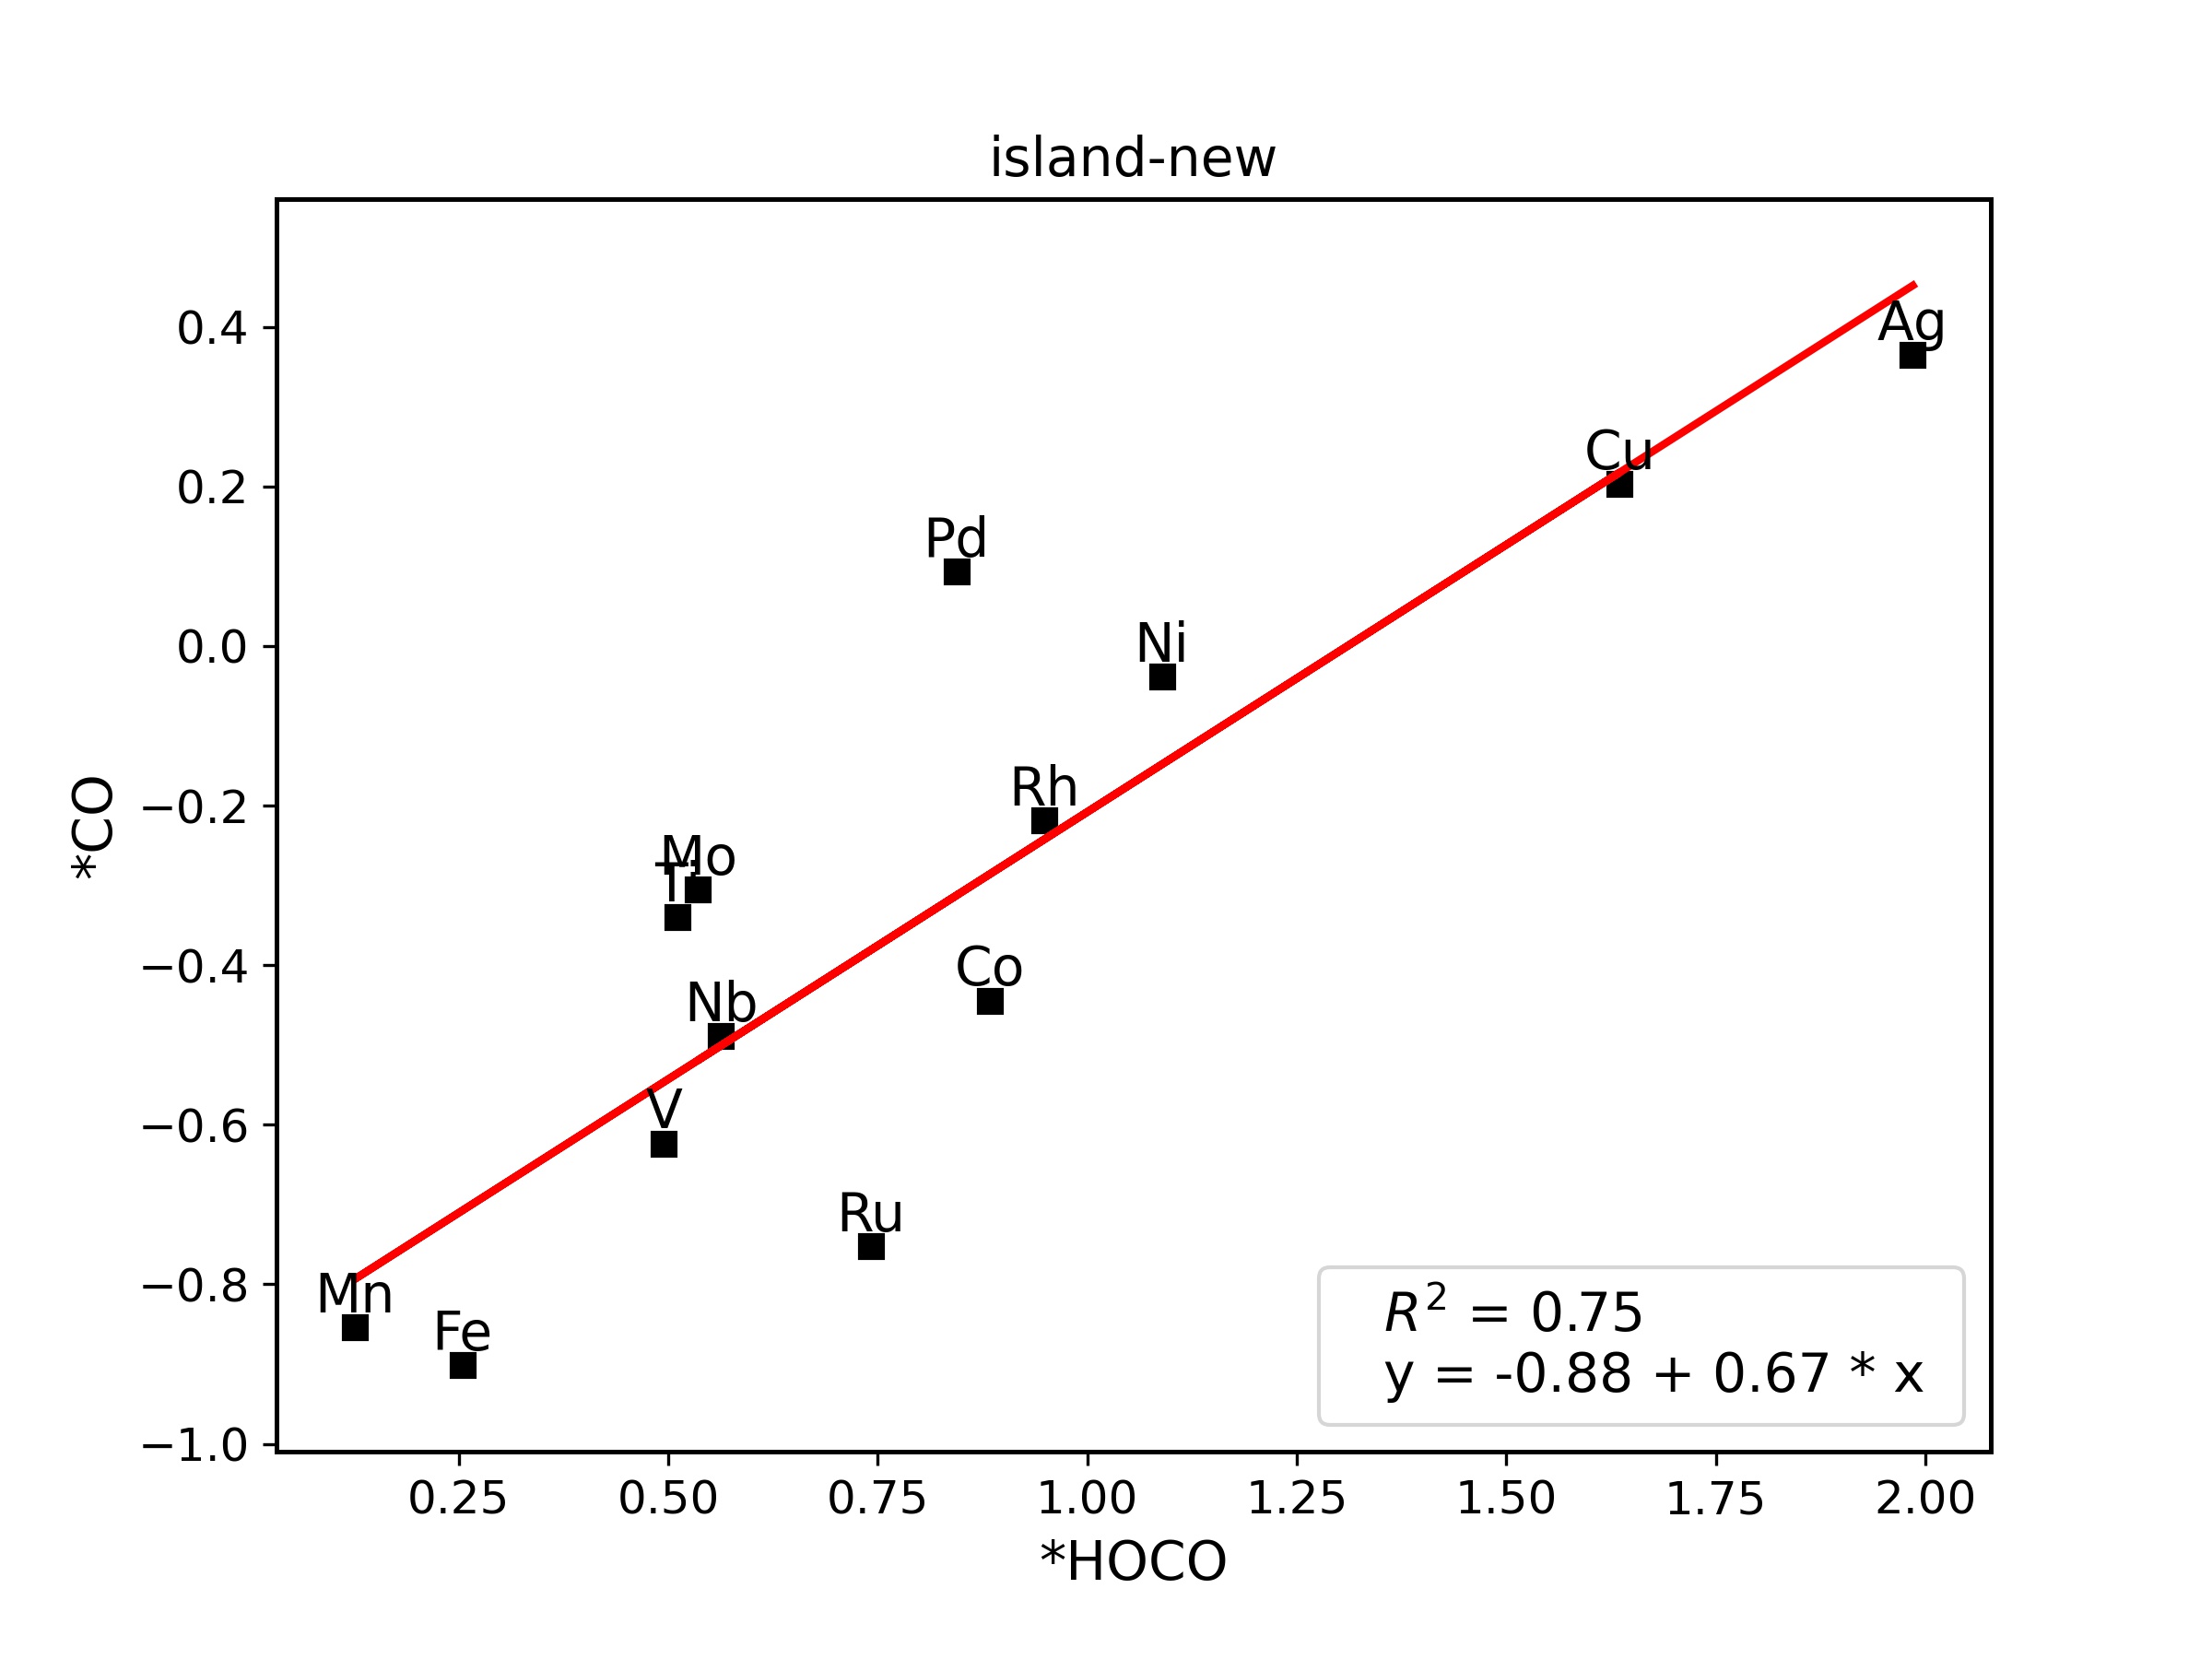 island-new
0.4
0.2
0.0
−0.2
−0.4
−0.6
−0.8
−1.0
*CO
Ag
Cu
Pd
Ni
Rh
Mo
Ti
Co
Nb
V
Ru
Mn
Fe
R² = 0.75
y = -0.88 + 0.67 * x
0.25 0.50 0.75 1.00 1.25 1.50 1.75 2.00
*HOCO